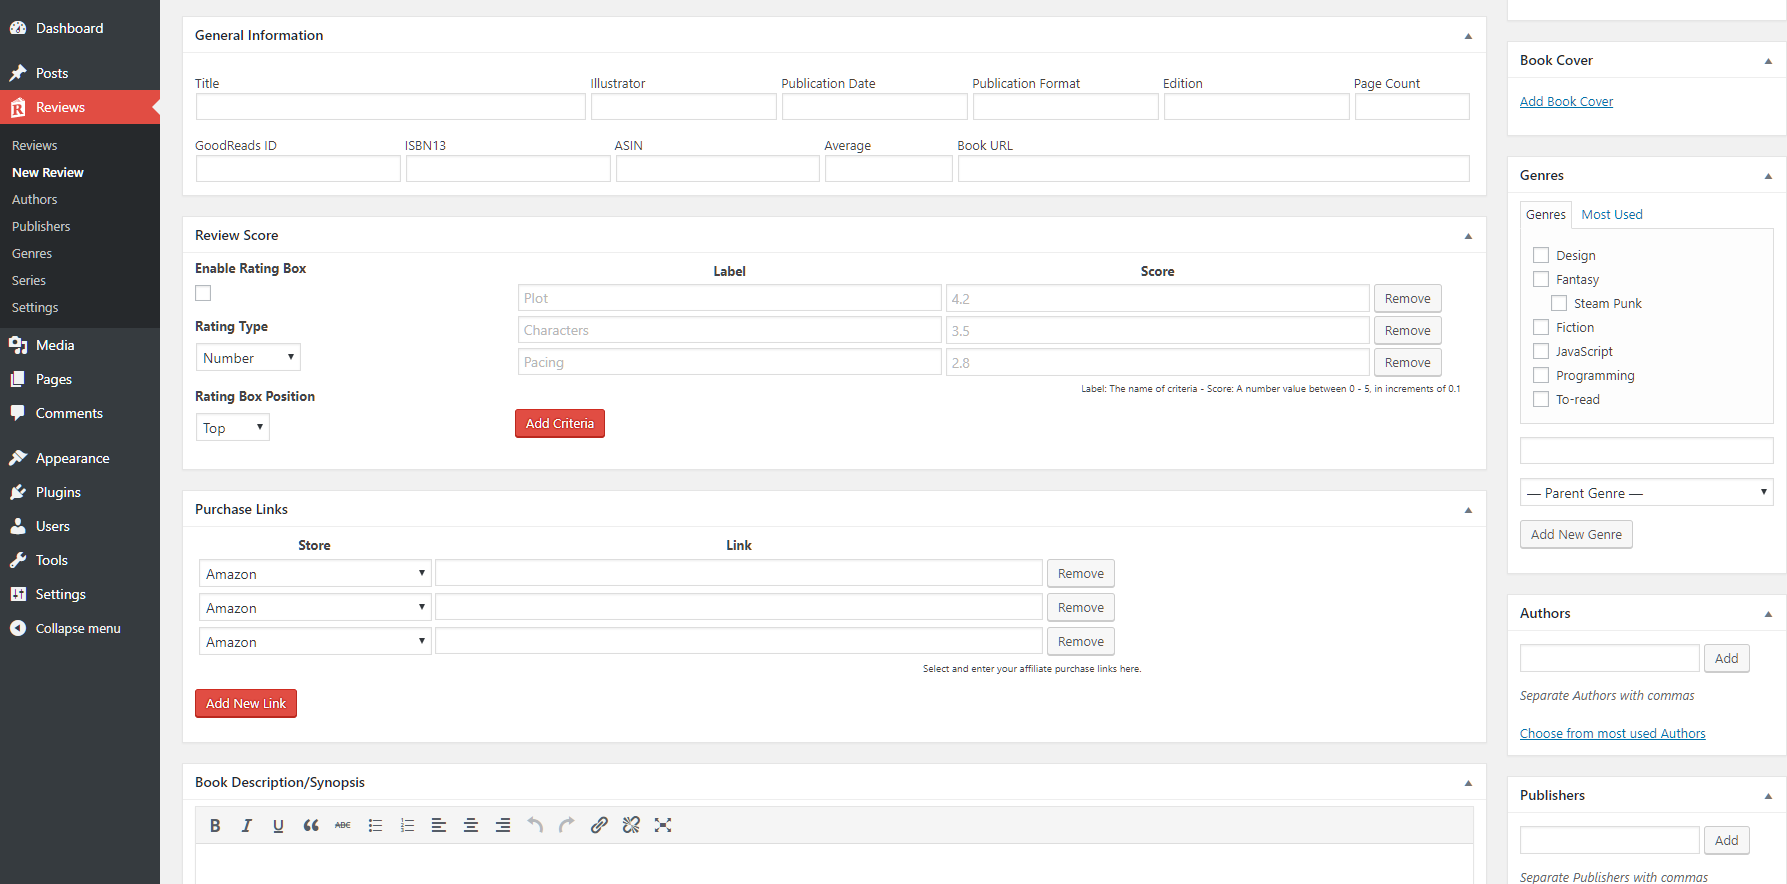 Dashboard
Posts
Reviews
Reviews
New Review
Authors
Publishers
Genres
Series
Settings
Media
Pages
Comments
Appearance
Plugins
Users
Tools
Settings
Collapse menu
General Information
Title Illustrator Publication Date Publication Format Edition Page Count
GoodReads ID ISBN13 ASIN Average Book URL
Review Score
Enable Rating Box
Rating Type
Number
Rating Box Position
Top
Label Score
Plot 4.2 Remove
Characters 3.5 Remove
Pacing 2.8 Remove
Label: The name of criteria - Score: A number value between 0 - 5, in increments of 0.1
Add Criteria
Purchase Links
Store Link
Amazon Remove
Amazon Remove
Amazon Remove
Select and enter your affiliate purchase links here.
Add New Link
Book Description/Synopsis
B I U ABC
Book Cover
Add Book Cover
Genres
Genres Most Used
Design
Fantasy
Steam Punk
Fiction
JavaScript
Programming
To-read
— Parent Genre —
Add New Genre
Authors
Add
Separate Authors with commas
Choose from most used Authors
Publishers
Add
Separate Publishers with commas